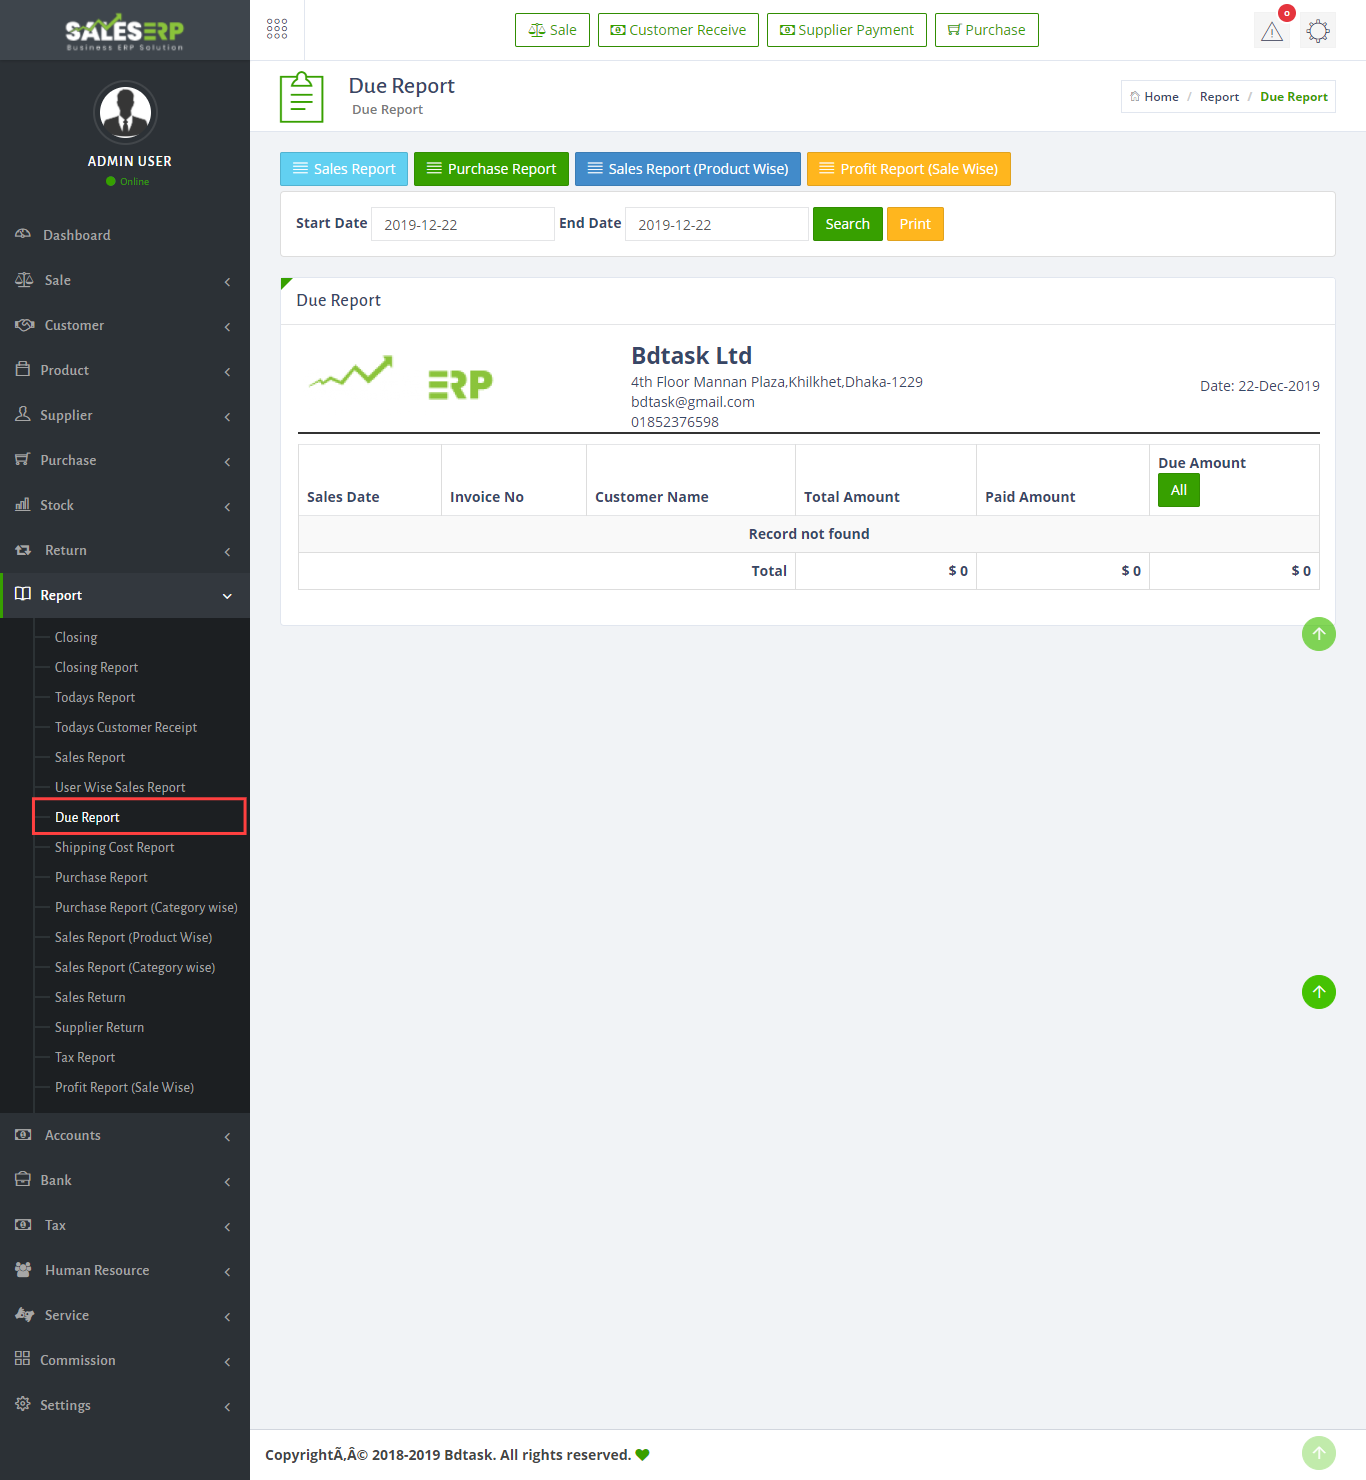 SALESERP
Business ERP Solution
ADMIN USER
Online
Dashboard
Sale
Customer
Product
Supplier
Purchase
Stock
Return
Report
Closing
Closing Report
Todays Report
Todays Customer Receipt
Sales Report
User Wise Sales Report
Due Report
Shipping Cost Report
Purchase Report
Purchase Report (Category wise)
Sales Report (Product Wise)
Sales Report (Category wise)
Sales Return
Supplier Return
Tax Report
Profit Report (Sale Wise)
Accounts
Bank
Tax
Human Resource
Service
Commission
Settings
Sale Customer Receive Supplier Payment Purchase
0
Due Report
Due Report
Home / Report / Due Report
Sales Report Purchase Report Sales Report (Product Wise) Profit Report (Sale Wise)
Start Date 2019-12-22 End Date 2019-12-22 Search Print
Due Report
ERP
Bdtask Ltd
4th Floor Mannan Plaza,Khilkhet,Dhaka-1229
bdtask@gmail.com
01852376598
Date: 22-Dec-2019
Sales Date Invoice No Customer Name Total Amount Paid Amount Due Amount
All
Record not found
Total $ 0 $ 0 $ 0
CopyrightÃ‚Â© 2018-2019 Bdtask. All rights reserved.